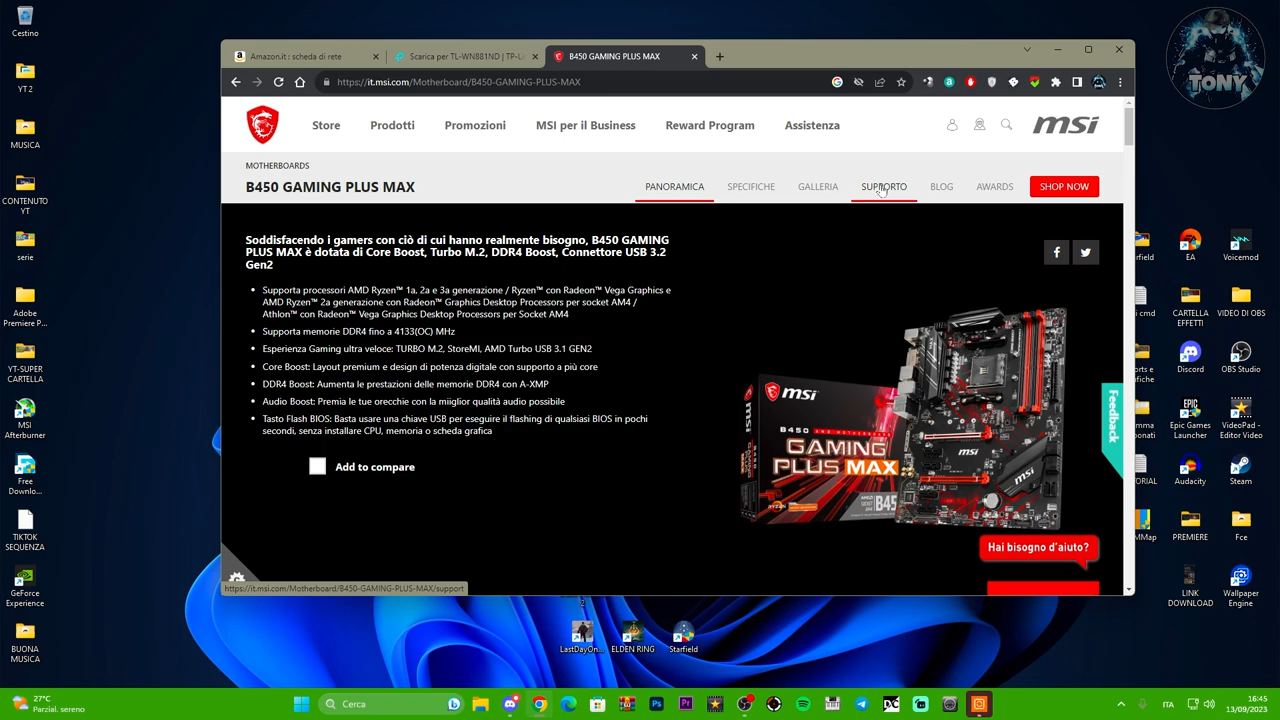 Cestino
YT 2
MUSICA
CONTENUTO
YT
serie
Adobe
Premiere P...
YT-SUPER
CARTELLA
MSI
Afterburner
Free
Downlo...
TIKTOK
SEQUENZA
GeForce
Experience
BUONA
MUSICA
TONY
Amazon.it : scheda di rete
Scarica per TL-WN881ND | TP-Li
B450 GAMING PLUS MAX
https://it.msi.com/Motherboard/B450-GAMING-PLUS-MAX
Store
Prodotti
Promozioni
MSI per il Business
Reward Program
Assistenza
msi
MOTHERBOARDS
B450 GAMING PLUS MAX
PANORAMICA
SPECIFICHE
GALLERIA
SUPPORTO
BLOG
AWARDS
SHOP NOW
Soddisfacendo i gamers con ciò di cui hanno realmente bisogno, B450 GAMING
PLUS MAX è dotata di Core Boost, Turbo M.2, DDR4 Boost, Connettore USB 3.2
Gen2
• Supporta processori AMD Ryzen™ 1a, 2a e 3a generazione / Ryzen™ con Radeon™ Vega Graphics e
AMD Ryzen™ 2a generazione con Radeon™ Graphics Desktop Processors per socket AM4 /
Athlon™ con Radeon™ Vega Graphics Desktop Processors per Socket AM4
• Supporta memorie DDR4 fino a 4133(OC) MHz
• Esperienza Gaming ultra veloce: TURBO M.2, StoreMI, AMD Turbo USB 3.1 GEN2
• Core Boost: Layout premium e design di potenza digitale con supporto a più core
• DDR4 Boost: Aumenta le prestazioni delle memorie DDR4 con A-XMP
• Audio Boost: Premia le tue orecchie con la miiglior qualità audio possibile
• Tasto Flash BIOS: Basta usare una chiave USB per eseguire il flashing di qualsiasi BIOS in pochi
secondi, senza installare CPU, memoria o scheda grafica
Add to compare
msi
B450
GAMING
PLUS MAX
RYZEN
msi
msi
Feedback
Hai bisogno d'aiuto?
https://it.msi.com/Motherboard/B450-GAMING-PLUS-MAX/support
EA
Voicemod
CARTELLA
EFFETTI
VIDEO DI OBS
Discord
OBS Studio
Epic Games
Launcher
VideoPad -
Editor Video
Audacity
Steam
PREMIERE
Fce
LINK
DOWNLOAD
Wallpaper
Engine
2
LastDayOn...
ELDEN RING
Starfield
27°C
Parzial. sereno
Cerca
ITA
16:45
13/09/2023